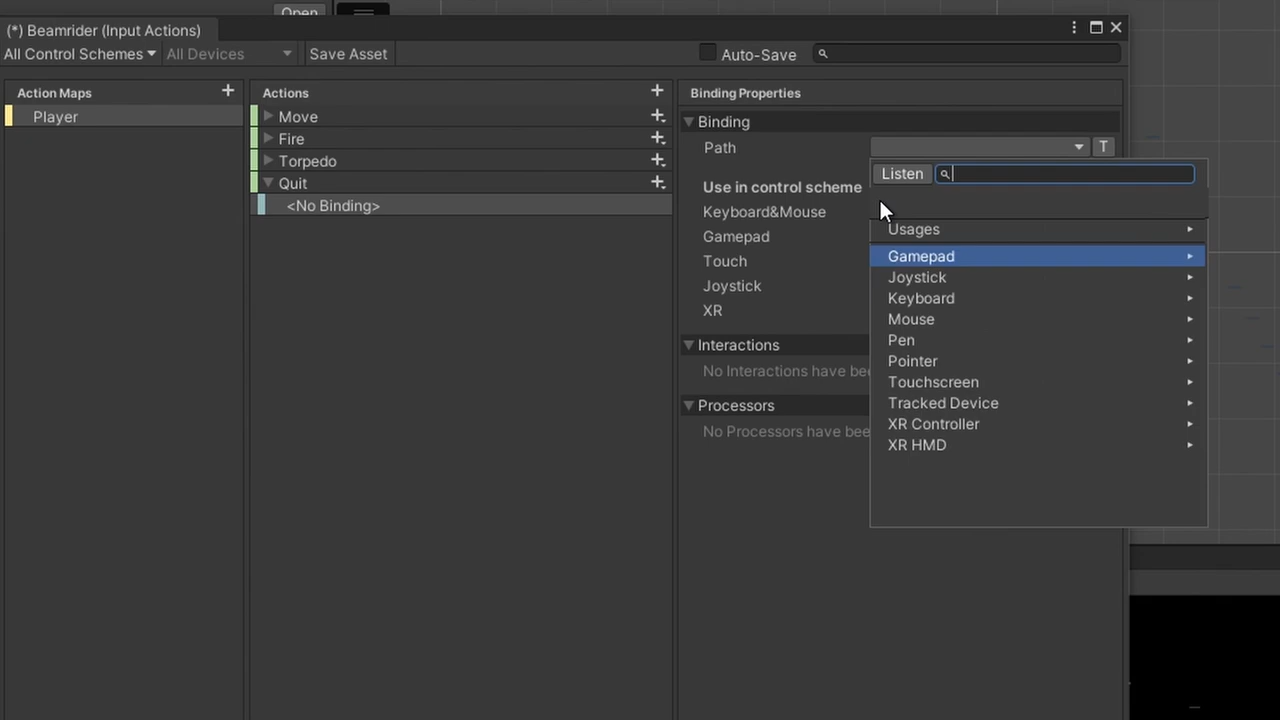 Open
(*) Beamrider (Input Actions)
All Control Schemes
All Devices
Save Asset
Auto-Save
Action Maps
Player
Actions
Move
Fire
Torpedo
Quit
<No Binding>
Binding Properties
Binding
Path
T
Listen
Use in control scheme
Keyboard&Mouse
Gamepad
Touch
Joystick
XR
Interactions
No Interactions have
Processors
No Processors have
Usages
Gamepad
Joystick
Keyboard
Mouse
Pen
Pointer
Touchscreen
Tracked Device
XR Controller
XR HMD